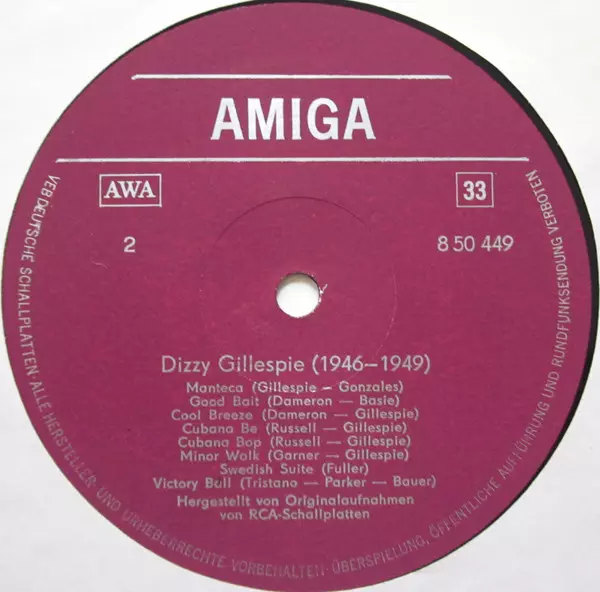 AMIGA
AWA
33
2
8 50 449
Dizzy Gillespie (1946–1949)
Manteca (Gillespie – Gonzales)
Good Bait (Dameron — Basie)
Cool Breeze (Dameron — Gillespie)
Cubana Be (Russell — Gillespie)
Cubana Bop (Russell — Gillespie)
Minor Walk (Garner — Gillespie)
Swedish Suite (Fuller)
Victory Ball (Tristano — Parker — Bauer)
Hergestellt von Originalaufnahmen
von RCA-Schallplatten
VEB DEUTSCHE SCHALLPLATTEN · ALLE HERSTELLER- UND URHEBERRECHTE VORBEHALTEN · ÜBERSPIELUNG, ÖFFENTLICHE AUFFÜHRUNG UND RUNDFUNKSENDUNG VERBOTEN